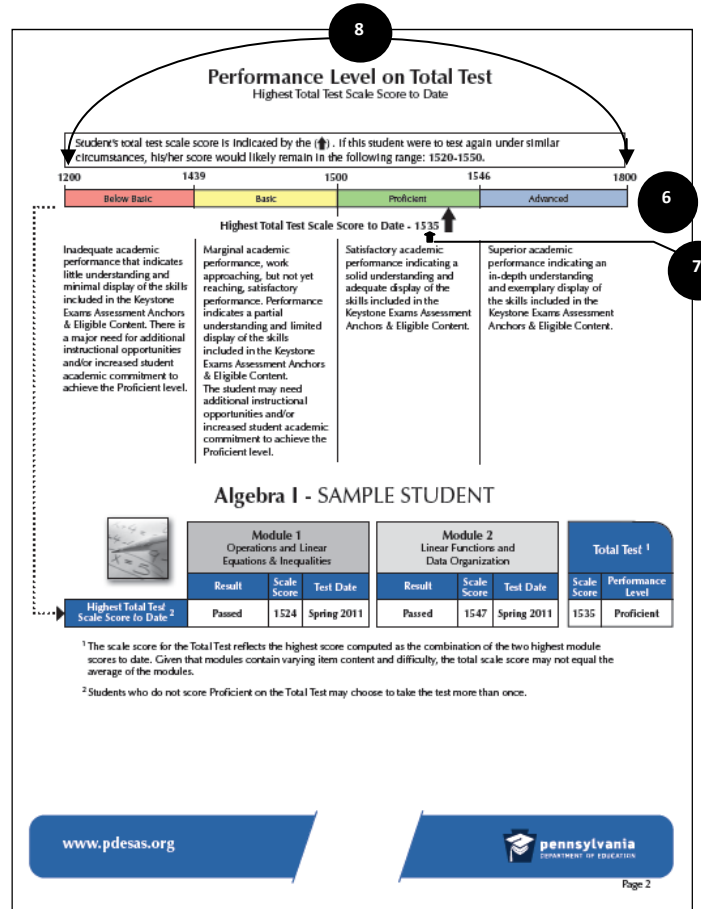 8
Performance Level on Total Test
Highest Total Test Scale Score to Date
Student's total test scale score is indicated by the (⬆) . If this student were to test again under similar
circumstances, his/her score would likely remain in the following range: 1520-1550.
1200 1439 1500 1546 1800
Below Basic Basic Proficient Advanced
6
Highest Total Test Scale Score to Date - 1535
7
Inadequate academic
performance that indicates
little understanding and
minimal display of the skills
included in the Keystone
Exams Assessment Anchors
& Eligible Content. There is
a major need for additional
instructional opportunities
and/or increased student
academic commitment to
achieve the Proficient level.
Marginal academic
performance, work
approaching, but not yet
reaching, satisfactory
performance. Performance
indicates a partial
understanding and limited
display of the skills
included in the Keystone
Exams Assessment Anchors
& Eligible Content.
The student may need
additional instructional
opportunities and/or
increased student academic
commitment to achieve the
Proficient level.
Satisfactory academic
performance indicating a
solid understanding and
adequate display of the
skills included in the
Keystone Exams Assessment
Anchors & Eligible Content.
Superior academic
performance indicating an
in-depth understanding
and exemplary display of
the skills included in the
Keystone Exams Assessment
Anchors & Eligible Content.
Algebra I - SAMPLE STUDENT
Module 1
Operations and Linear
Equations & Inequalities
Module 2
Linear Functions and
Data Organization
Total Test 1
Result Scale Score Test Date Result Scale Score Test Date Scale Score Performance Level
Highest Total Test
Scale Score to Date 2
Passed 1524 Spring 2011 Passed 1547 Spring 2011 1535 Proficient
1 The scale score for the Total Test reflects the highest score computed as the combination of the two highest module
scores to date. Given that modules contain varying item content and difficulty, the total scale score may not equal the
average of the modules.
2 Students who do not score Proficient on the Total Test may choose to take the test more than once.
www.pdesas.org
pennsylvania
DEPARTMENT OF EDUCATION
Page 2